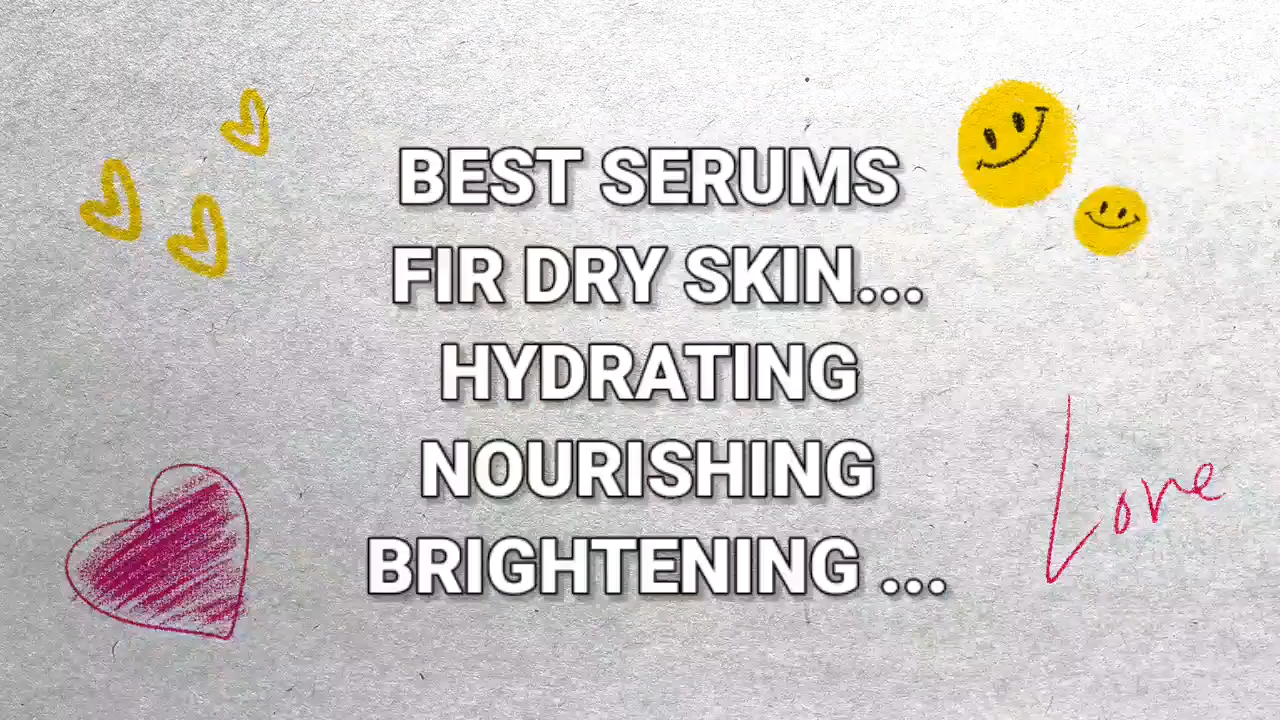 BEST SERUMS
FIR DRY SKIN...
HYDRATING
NOURISHING
BRIGHTENING ...
Love